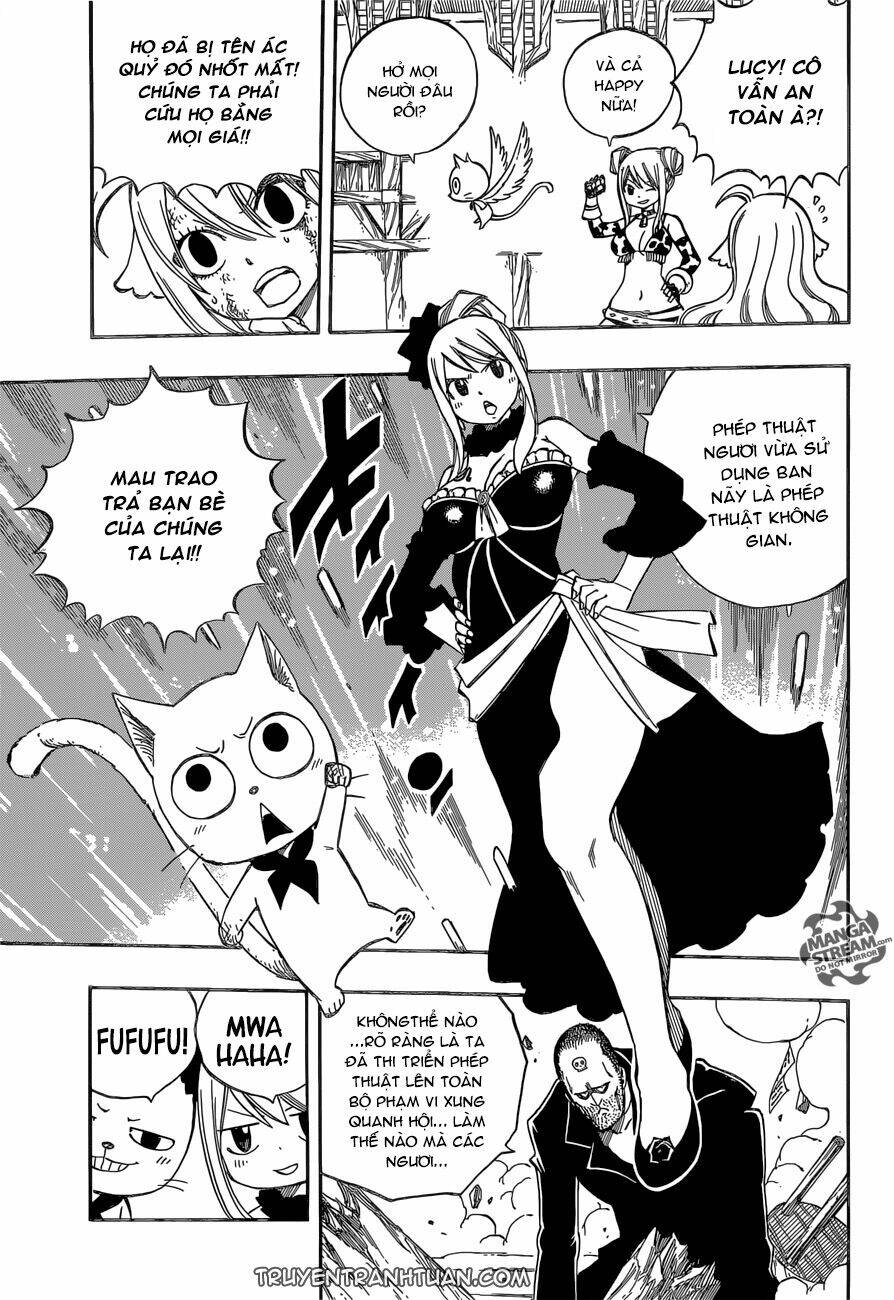 LUCY! CÔ
VẪN AN
TOÀN À?!
VÀ CẢ
HAPPY
NỮA!
HỞ MỌI
NGƯỜI ĐÂU
RỒI?
HỌ ĐÃ BỊ TÊN ÁC
QUỶ ĐÓ NHỐT MẤT!
CHÚNG TA PHẢI
CỨU HỌ BẰNG
MỌI GIÁ!!
PHÉP THUẬT
NGƯƠI VỪA SỬ
DỤNG BAN
NÃY LÀ PHÉP
THUẬT KHÔNG
GIAN.
MAU TRAO
TRẢ BẠN BÈ
CỦA CHÚNG
TA LẠI!!
KHÔNGTHỂ NÀO
...RÕ RÀNG LÀ TA
ĐÃ THI TRIỂN PHÉP
THUẬT LÊN TOÀN
BỘ PHẠM VI XUNG
QUANH HỘI... LÀM
THẾ NÀO MÀ CÁC
NGƯƠI...
MWA
HAHA!
FUFUFU!
MANGA
STREAM.com
DO NOT MIRROR
TRUYENTRANHTUAN.COM